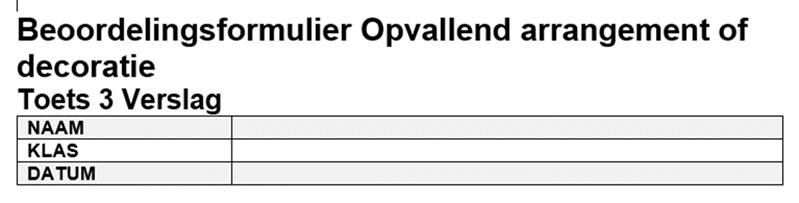 Beoordelingsformulier Opvallend arrangement of
decoratie
Toets 3 Verslag
NAAM
KLAS
DATUM